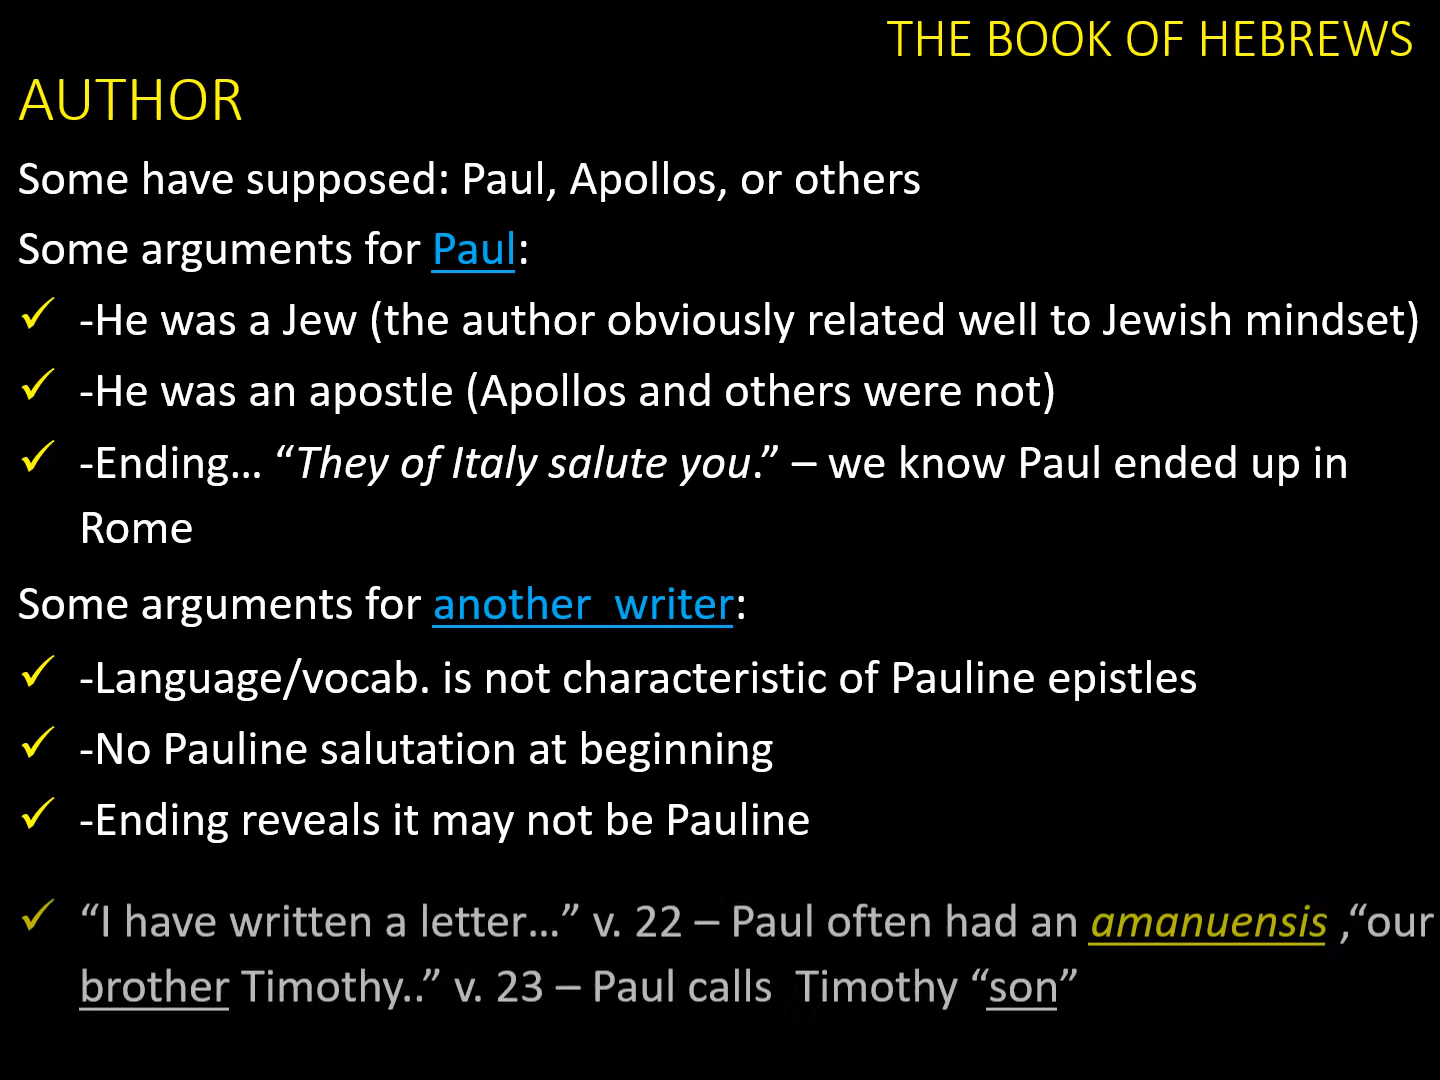 THE BOOK OF HEBREWS
AUTHOR
Some have supposed: Paul, Apollos, or others
Some arguments for Paul:
✓ -He was a Jew (the author obviously related well to Jewish mindset)
✓ -He was an apostle (Apollos and others were not)
✓ -Ending… “They of Italy salute you.” – we know Paul ended up in
Rome
Some arguments for another writer:
✓ -Language/vocab. is not characteristic of Pauline epistles
✓ -No Pauline salutation at beginning
✓ -Ending reveals it may not be Pauline
✓ “I have written a letter…” v. 22 – Paul often had an amanuensis ,“our
brother Timothy..” v. 23 – Paul calls Timothy “son”